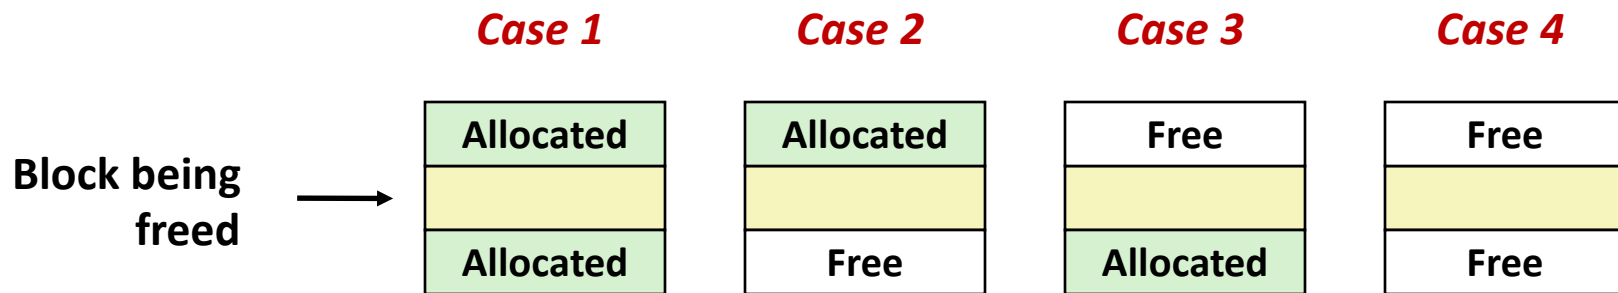 Case 1 Case 2 Case 3 Case 4
Allocated Allocated Free Free
Block being
freed
Allocated Free Allocated Free